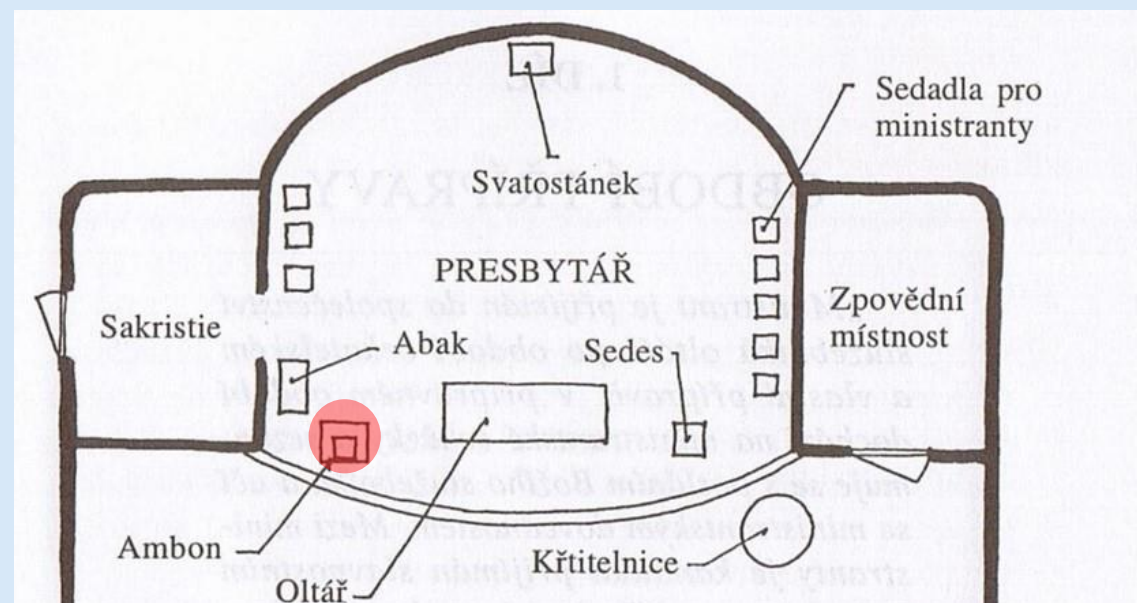 Sedadla pro
ministranty
Svatostánek
PRESBYTÁŘ
Sakristie
Zpovědní
místnost
Abak
Sedes
Ambon
Křtitelnice
Oltář